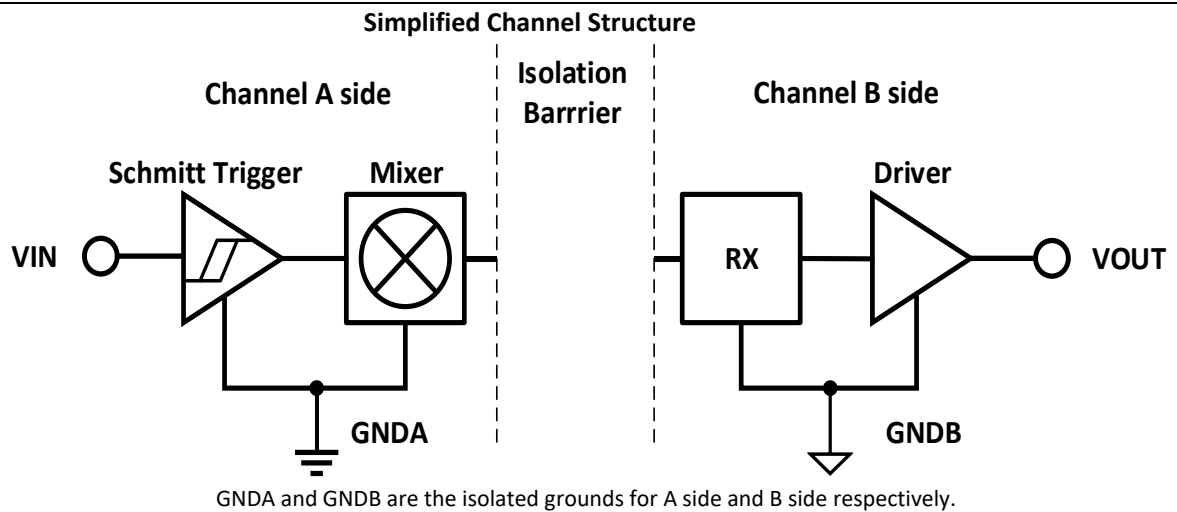 Simplified Channel Structure
Isolation
Barrrier
Channel A side
Channel B side
Schmitt Trigger
Mixer
Driver
VIN
RX
VOUT
GNDA
GNDB
GNDA and GNDB are the isolated grounds for A side and B side respectively.